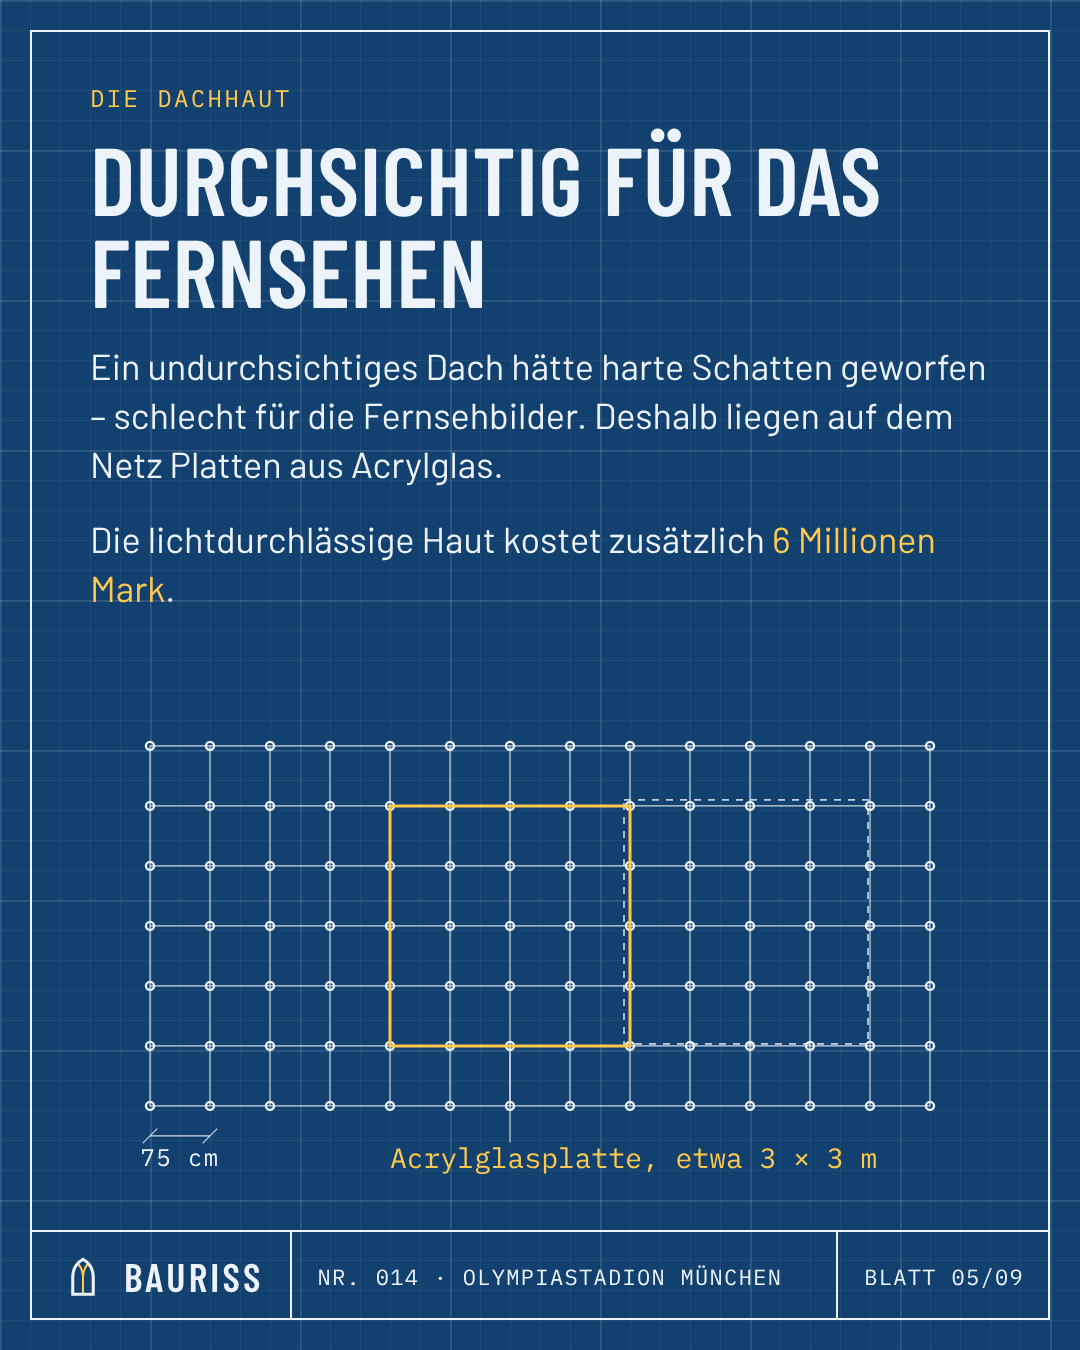 DIE DACHHAUT
DURCHSICHTIG FÜR DAS
FERNSEHEN
Ein undurchsichtiges Dach hätte harte Schatten geworfen
– schlecht für die Fernsehbilder. Deshalb liegen auf dem
Netz Platten aus Acrylglas.
Die lichtdurchlässige Haut kostet zusätzlich 6 Millionen
Mark.
75 cm
Acrylglasplatte, etwa 3 × 3 m
BAURISS
NR. 014 · OLYMPIASTADION MÜNCHEN
BLATT 05/09